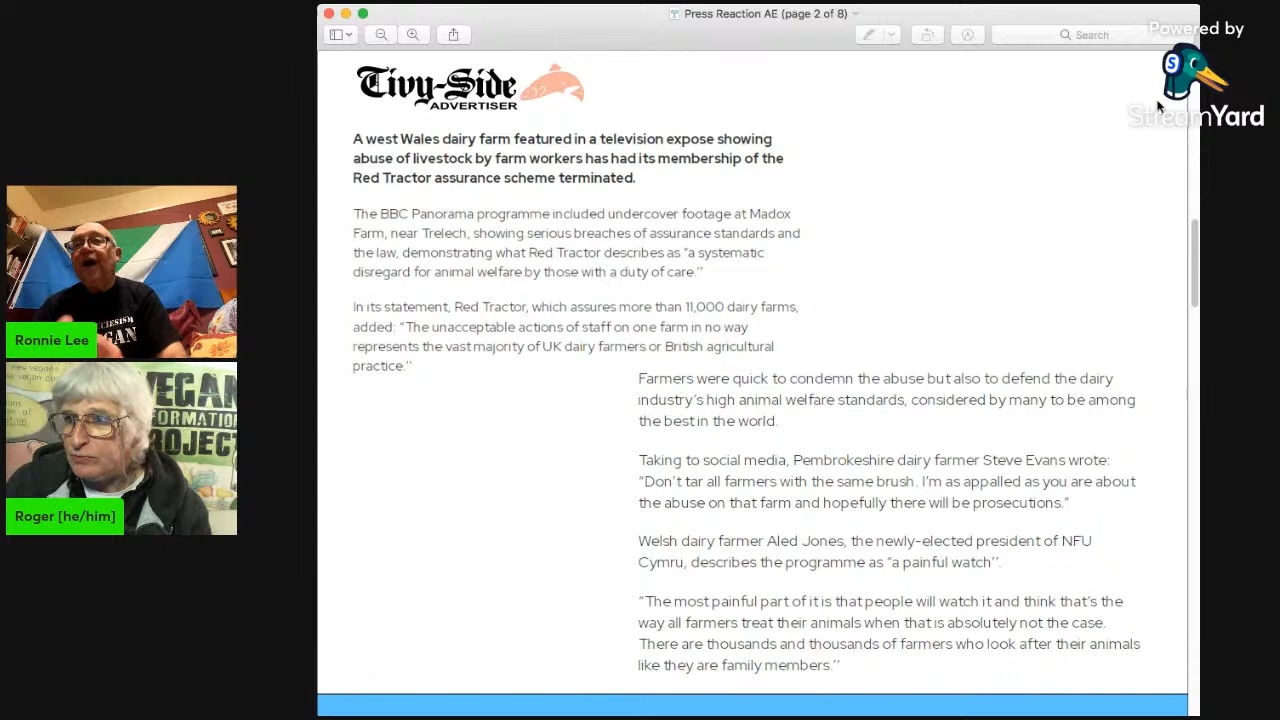 Press Reaction AE (page 2 of 8)
Search
Powered by
StreamYard
Tivy-Side
ADVERTISER
A west Wales dairy farm featured in a television expose showing
abuse of livestock by farm workers has had its membership of the
Red Tractor assurance scheme terminated.
The BBC Panorama programme included undercover footage at Madox
Farm, near Trelech, showing serious breaches of assurance standards and
the law, demonstrating what Red Tractor describes as “a systematic
disregard for animal welfare by those with a duty of care.’’
In its statement, Red Tractor, which assures more than 11,000 dairy farms,
added: “The unacceptable actions of staff on one farm in no way
represents the vast majority of UK dairy farmers or British agricultural
practice.’’
Farmers were quick to condemn the abuse but also to defend the dairy
industry’s high animal welfare standards, considered by many to be among
the best in the world.
Taking to social media, Pembrokeshire dairy farmer Steve Evans wrote:
“Don’t tar all farmers with the same brush. I’m as appalled as you are about
the abuse on that farm and hopefully there will be prosecutions.”
Welsh dairy farmer Aled Jones, the newly-elected president of NFU
Cymru, describes the programme as “a painful watch’’.
“The most painful part of it is that people will watch it and think that’s the
way all farmers treat their animals when that is absolutely not the case.
There are thousands and thousands of farmers who look after their animals
like they are family members.’’
Ronnie Lee
VEGAN
ROJEC
Roger [he/him]